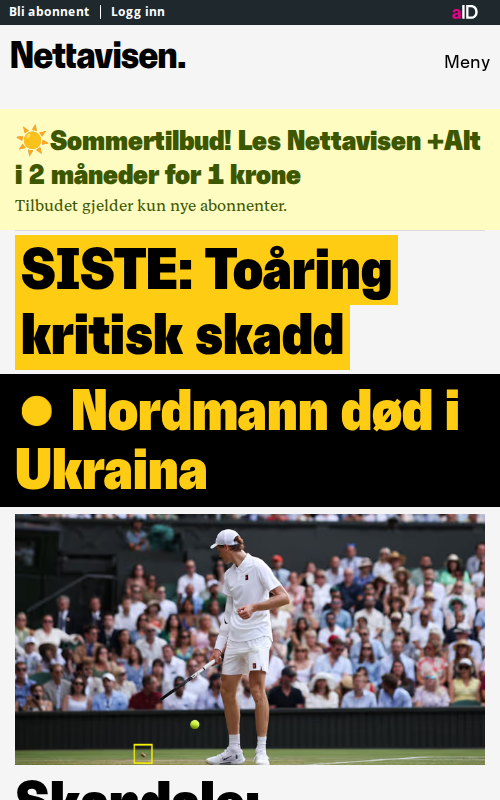 Bli abonnent | Logg inn
aID
Nettavisen.
Meny
☀️Sommertilbud! Les Nettavisen +Alt
i 2 måneder for 1 krone
Tilbudet gjelder kun nye abonnenter.
SISTE: Toåring
kritisk skadd
● Nordmann død i
Ukraina
Skandale: